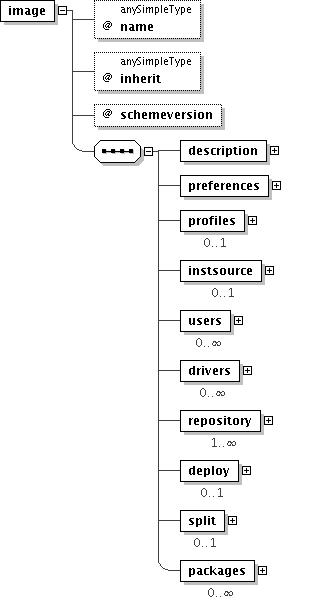 image
anySimpleType
@ name
anySimpleType
@ inherit
@ schemeversion
description
preferences
profiles
0..1
instsource
0..1
users
0..∞
drivers
0..∞
repository
1..∞
deploy
0..1
split
0..1
packages
0..∞